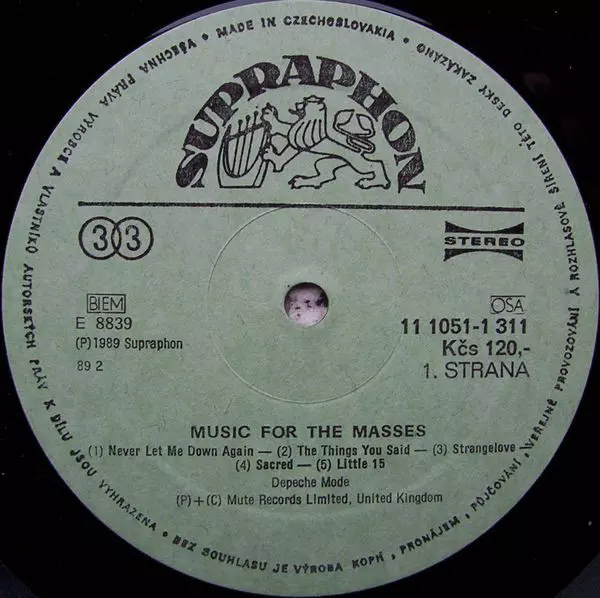 VŠECHNA PRÁVA VÝROBCE A VLASTNÍKŮ AUTORSKÝCH PRÁV K DÍLU JSOU VYHRAZENA • BEZ SOUHLASU JE VÝROBA KOPIÍ, PRONÁJEM, PŮJČOVÁNÍ, VEŘEJNÉ PROVOZOVÁNÍ A ROZHLASOVÉ ŠÍŘENÍ TÉTO DESKY ZAKÁZÁNO • MADE IN CZECHOSLOVAKIA •
SUPRAPHON
33
STEREO
BIEM
OSA
E 8839
11 1051-1 311
(P)1989 Supraphon
Kčs 120,-
89 2
1. STRANA
MUSIC FOR THE MASSES
(1) Never Let Me Down Again — (2) The Things You Said — (3) Strangelove —
(4) Sacred — (5) Little 15
Depeche Mode
(P)+(C) Mute Records Limited, United Kingdom